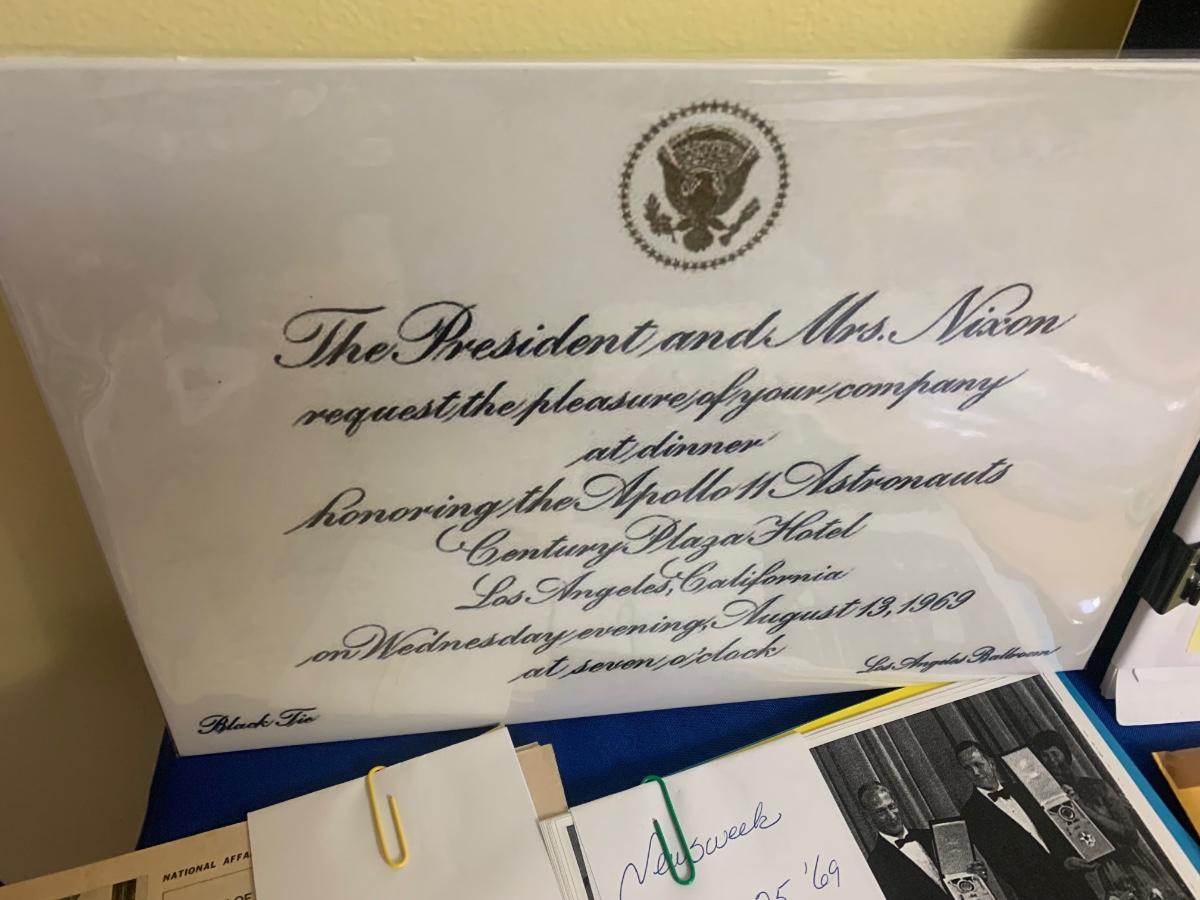 The President and Mrs. Nixon
request the pleasure of your company
at dinner
honoring the Apollo 11 Astronauts
Century Plaza Hotel
Los Angeles, California
on Wednesday evening, August 13, 1969
at seven o'clock
Los Angeles Ballroom
Black Tie
NATIONAL AFFA
OF
Newsweek
25 '69